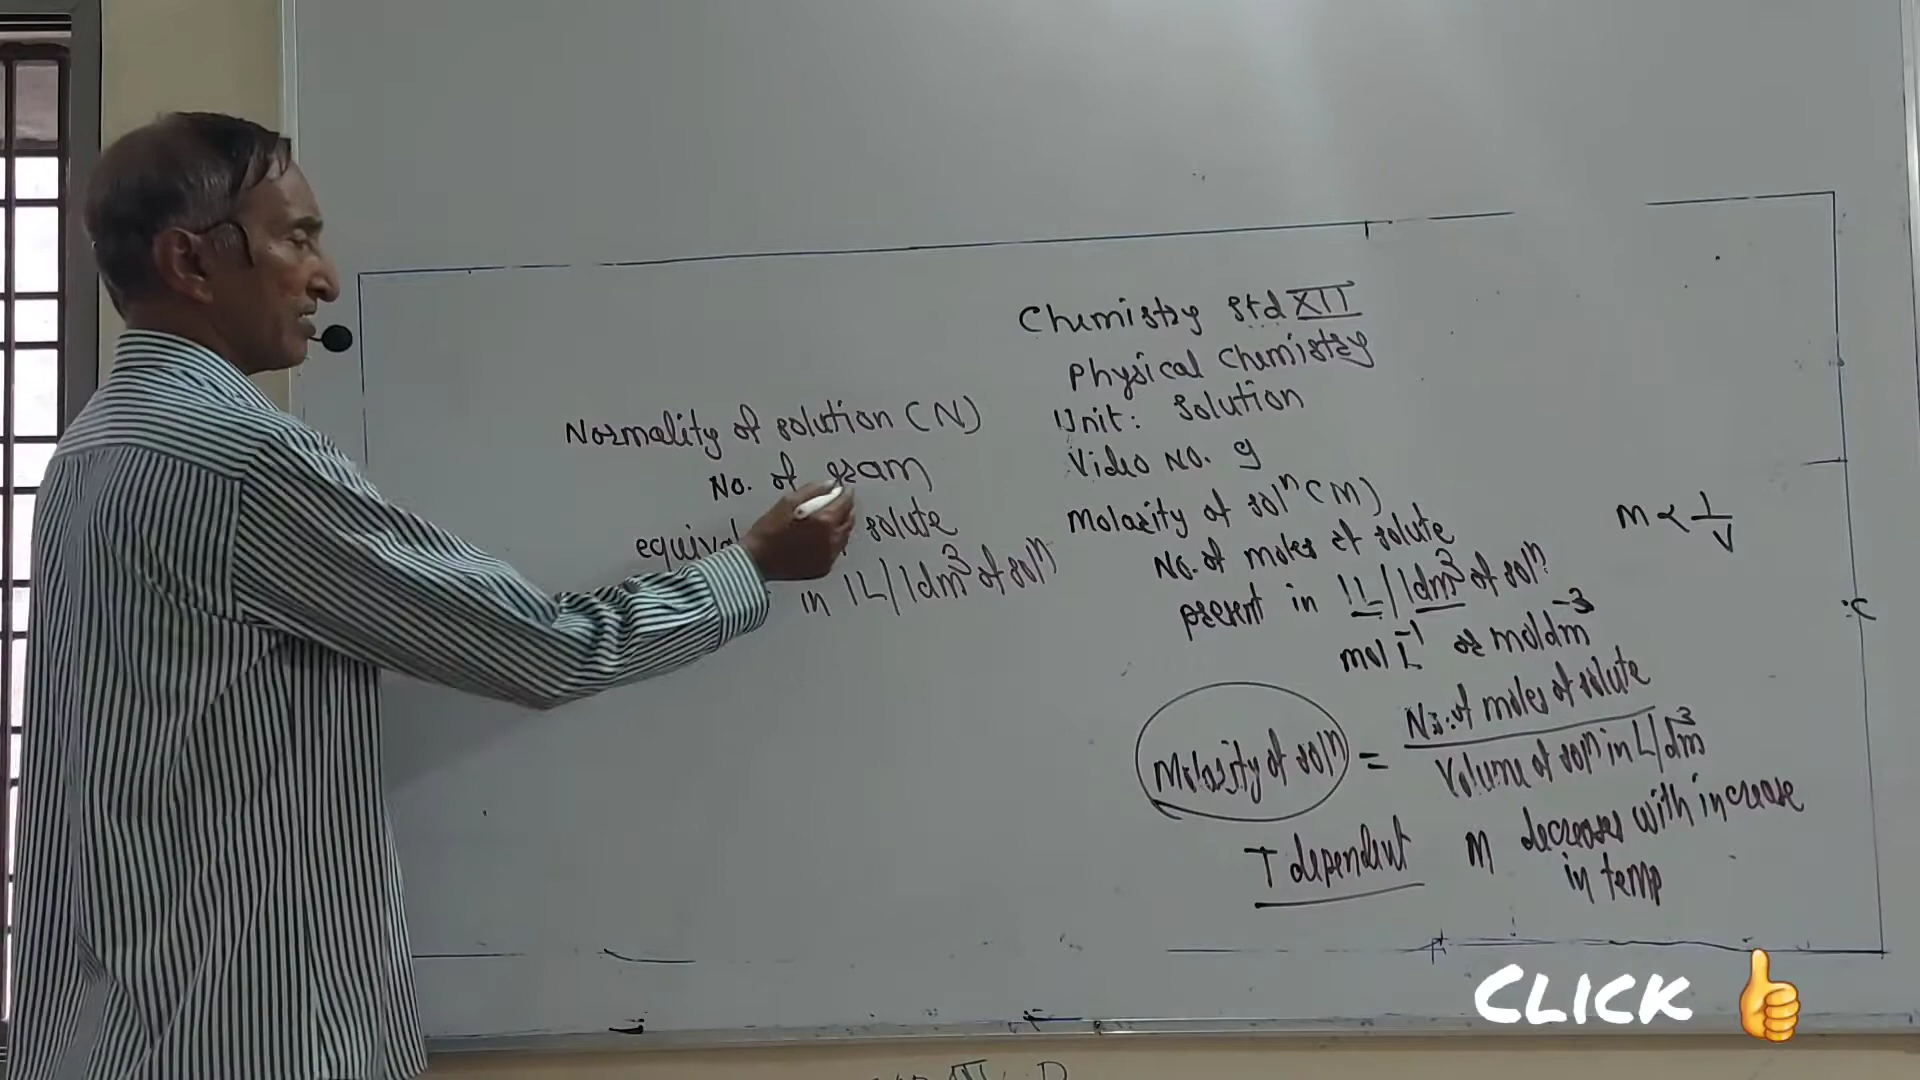 Chemistry Std XII
Physical Chemistry
Unit: Solution
Video No. 9
Normality of solution (N)
No. of gram
solute
in 1L/1dm³ of solⁿ
Molarity of solⁿ (M)
No. of moles of solute
present in 1L/1dm³ of solⁿ
mol L⁻¹ or moldm⁻³
Molarity of solⁿ = No. of moles of solute
Volume of solⁿ in L/dm³
T dependent M decreases with increase
in temp
M ∝ 1/V
°C
CLICK